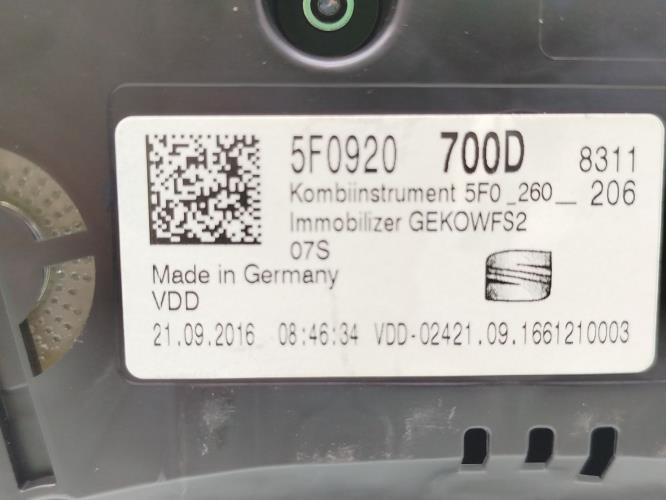 5F0920 700D 8311
Kombiinstrument 5F0_260__ 206
Immobilizer GEKOWFS2
07S
Made in Germany
VDD
21.09.2016 08:46:34 VDD-02421.09.1661210003